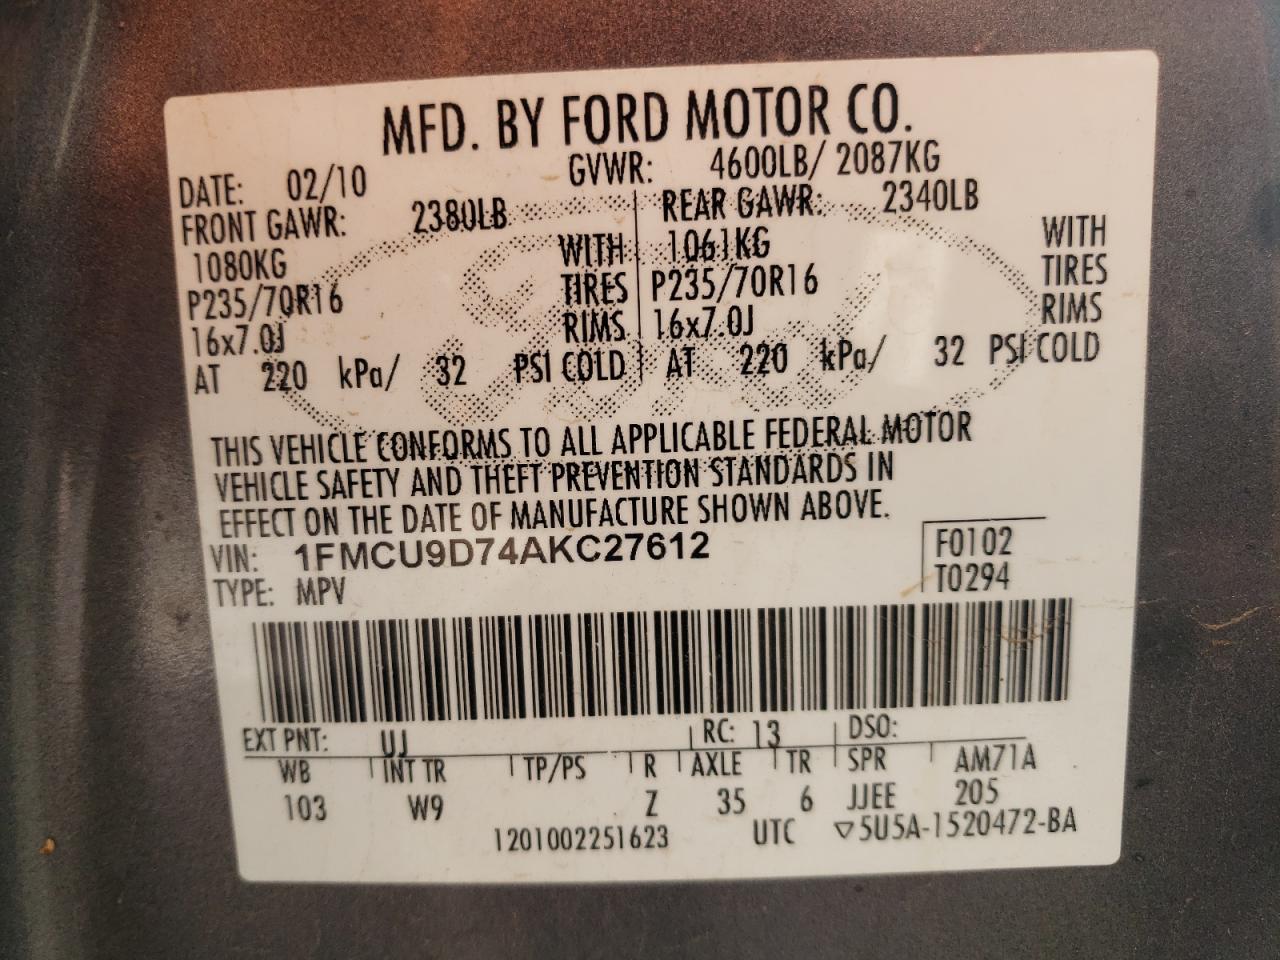 MFD. BY FORD MOTOR CO.
DATE: 02/10 GVWR: 4600LB/ 2087KG
FRONT GAWR: 2380LB REAR GAWR: 2340LB
1080KG WITH 1061KG WITH
P235/70R16 TIRES P235/70R16 TIRES
16x7.0J RIMS 16x7.0J RIMS
AT 220 kPa/ 32 PSI COLD AT 220 kPa/ 32 PSI COLD
THIS VEHICLE CONFORMS TO ALL APPLICABLE FEDERAL MOTOR
VEHICLE SAFETY AND THEFT PREVENTION STANDARDS IN
EFFECT ON THE DATE OF MANUFACTURE SHOWN ABOVE.
VIN: 1FMCU9D74AKC27612 F0102
TYPE: MPV T0294
EXT PNT: UJ RC: 13 DSO:
WB INT TR TP/PS R AXLE TR SPR AM71A
103 W9 Z 35 6 JJEE 205
1201002251623 UTC ▽5U5A-1520472-BA